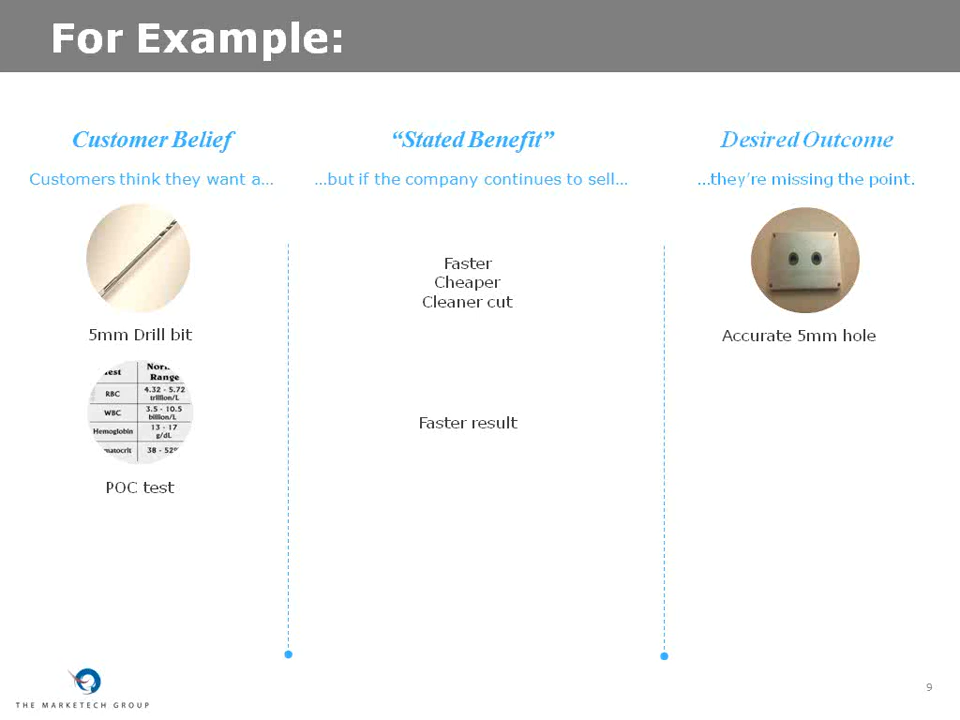 For Example:
Customer Belief
“Stated Benefit”
Desired Outcome
Customers think they want a…
…but if the company continues to sell…
…they’re missing the point.
Faster
Cheaper
Cleaner cut
5mm Drill bit
Accurate 5mm hole
Range
RBC
4.32 - 5.72
trillion/L
WBC
3.5 - 10.5
billion/L
Hemoglobin
13 - 17
g/dL
38 - 52
Faster result
POC test
THE MARKETECH GROUP
9